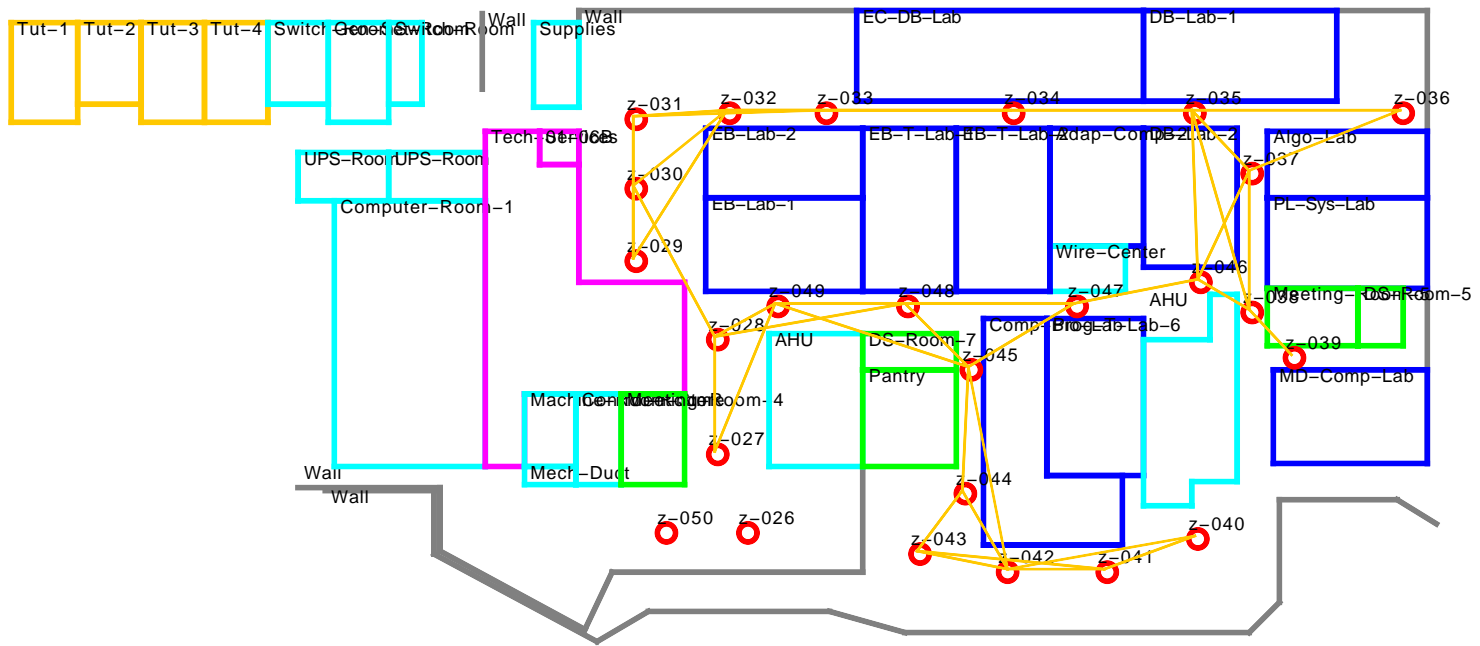 Wall
Wall
EC-DB-Lab
DB-Lab-1
Tut-1
Tut-2
Tut-3
Tut-4
Supplies
z-031
z-032
z-033
z-034
z-035
z-036
EB-Lab-2
DB-Lab-2
Algo-Lab
UPS-Room
UPS-Room
z-030
z-037
EB-Lab-1
PL-Sys-Lab
Computer-Room-1
z-029
Wire-Center
z-046
z-049
z-048
z-047
AHU
z-038
z-028
AHU
DS-Room-7
z-045
z-039
Pantry
MD-Comp-Lab
z-027
Wall
Mech-Duct
Wall
z-044
z-050
z-026
z-043
z-042
z-041
z-040